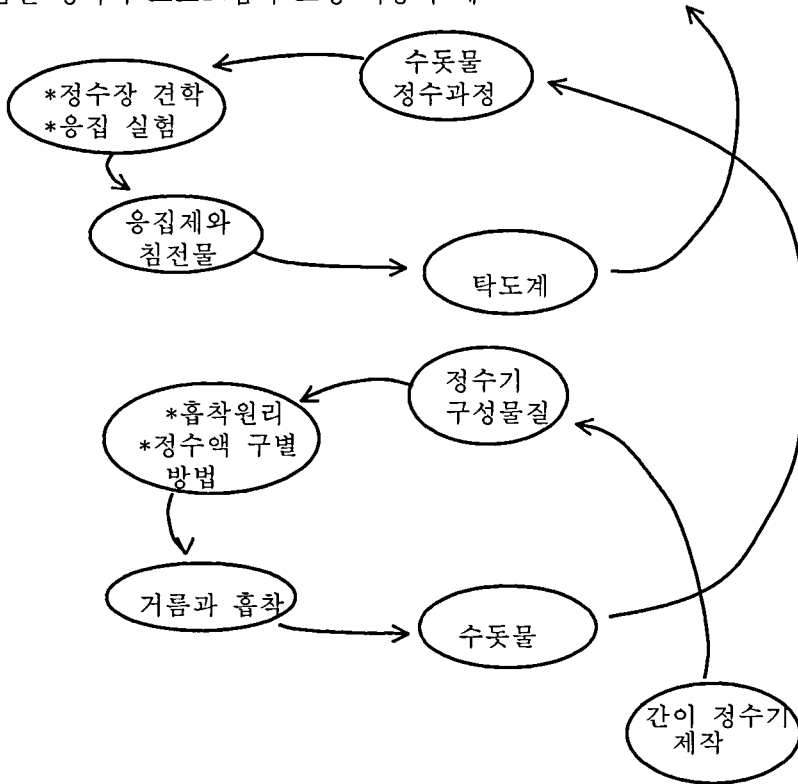 수돗물
정수과정
*정수장 견학
*응집 실험
응집제와
침전물
탁도계
정수기
구성물질
*흡착원리
*정수액 구별
방법
거름과 흡착
수돗물
간이 정수기
제작